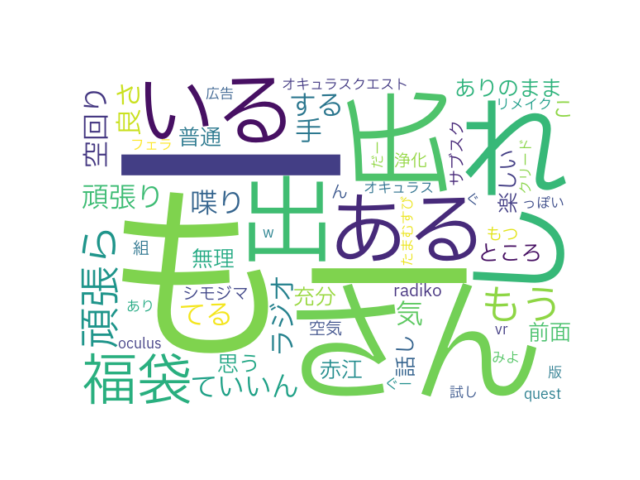 オキュラスクエスト
広告
ありのまま
リメイク
こ
空回り
良さ
いる
する
手
出
れ
フェラ
普通
だー
浄化
サブスク
楽しい
クリード
っぽい
頑張り
喋り
出
ん
オキュラス
たまむすび
ぐ
ある
つ
頑張ら
組
も
無理
w
もつ
ところ
シモジマ
てる
ラジオ
充分
radiko
もう
あり
空気
気
vr
前面
oculus
さん
福袋
思う
ていいん
赤江
話し
ぐー
みよ
試し
版
quest